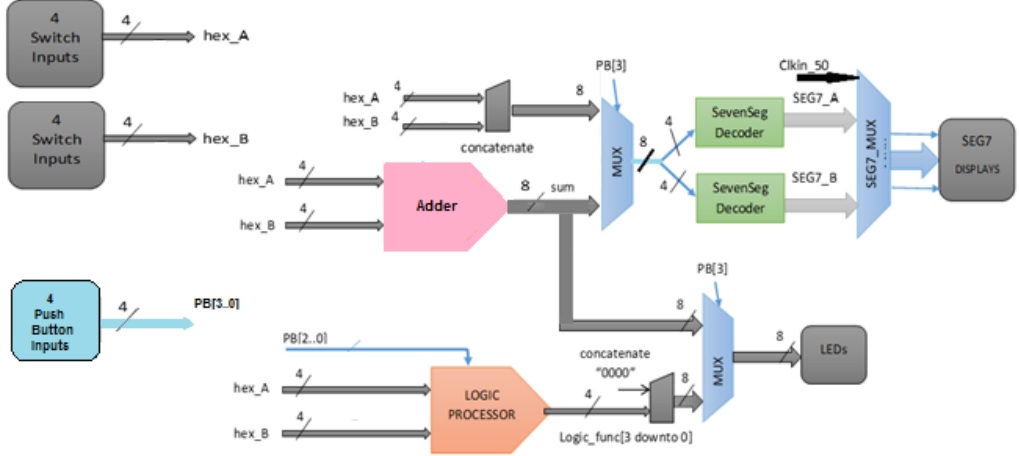 4
Switch
Inputs
4
hex_A
4
Switch
Inputs
4
hex_B
4
Push
Button
Inputs
4
PB[3..0]
hex_A
4
hex_B
4
concatenate
8
PB[3]
MUX
8
4
4
SevenSeg
Decoder
SevenSeg
Decoder
Clkin_50
SEG7_A
SEG7_B
SEG7_MUX
SEG7
DISPLAYS
hex_A
4
hex_B
4
Adder
8
sum
PB[2..0]
hex_A
4
hex_B
4
LOGIC
PROCESSOR
4
Logic_func[3 downto 0]
concatenate
"0000"
8
8
PB[3]
MUX
8
LEDs